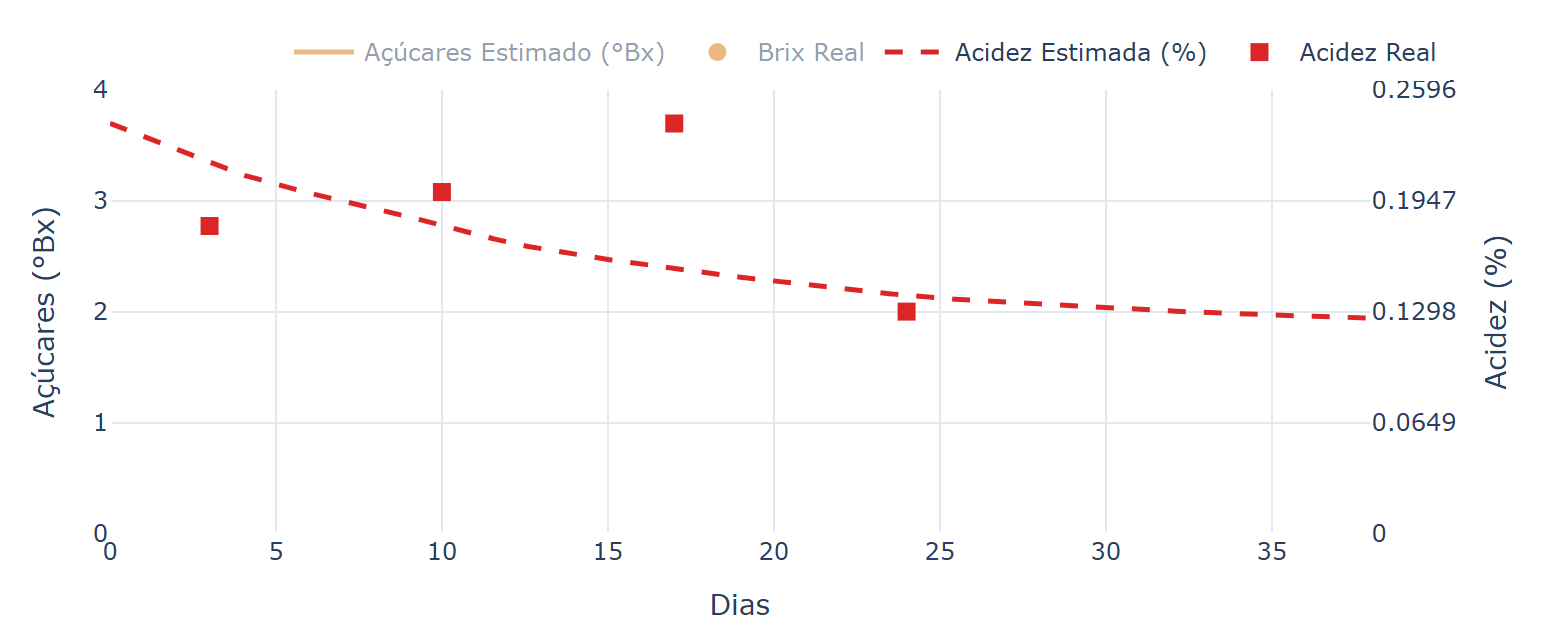 Açúcares Estimado (°Bx) Brix Real Acidez Estimada (%) Acidez Real
4 0.2596
3 0.1947
2 0.1298
1 0.0649
0 0
0 5 10 15 20 25 30 35
Açúcares (°Bx)
Acidez (%)
Dias